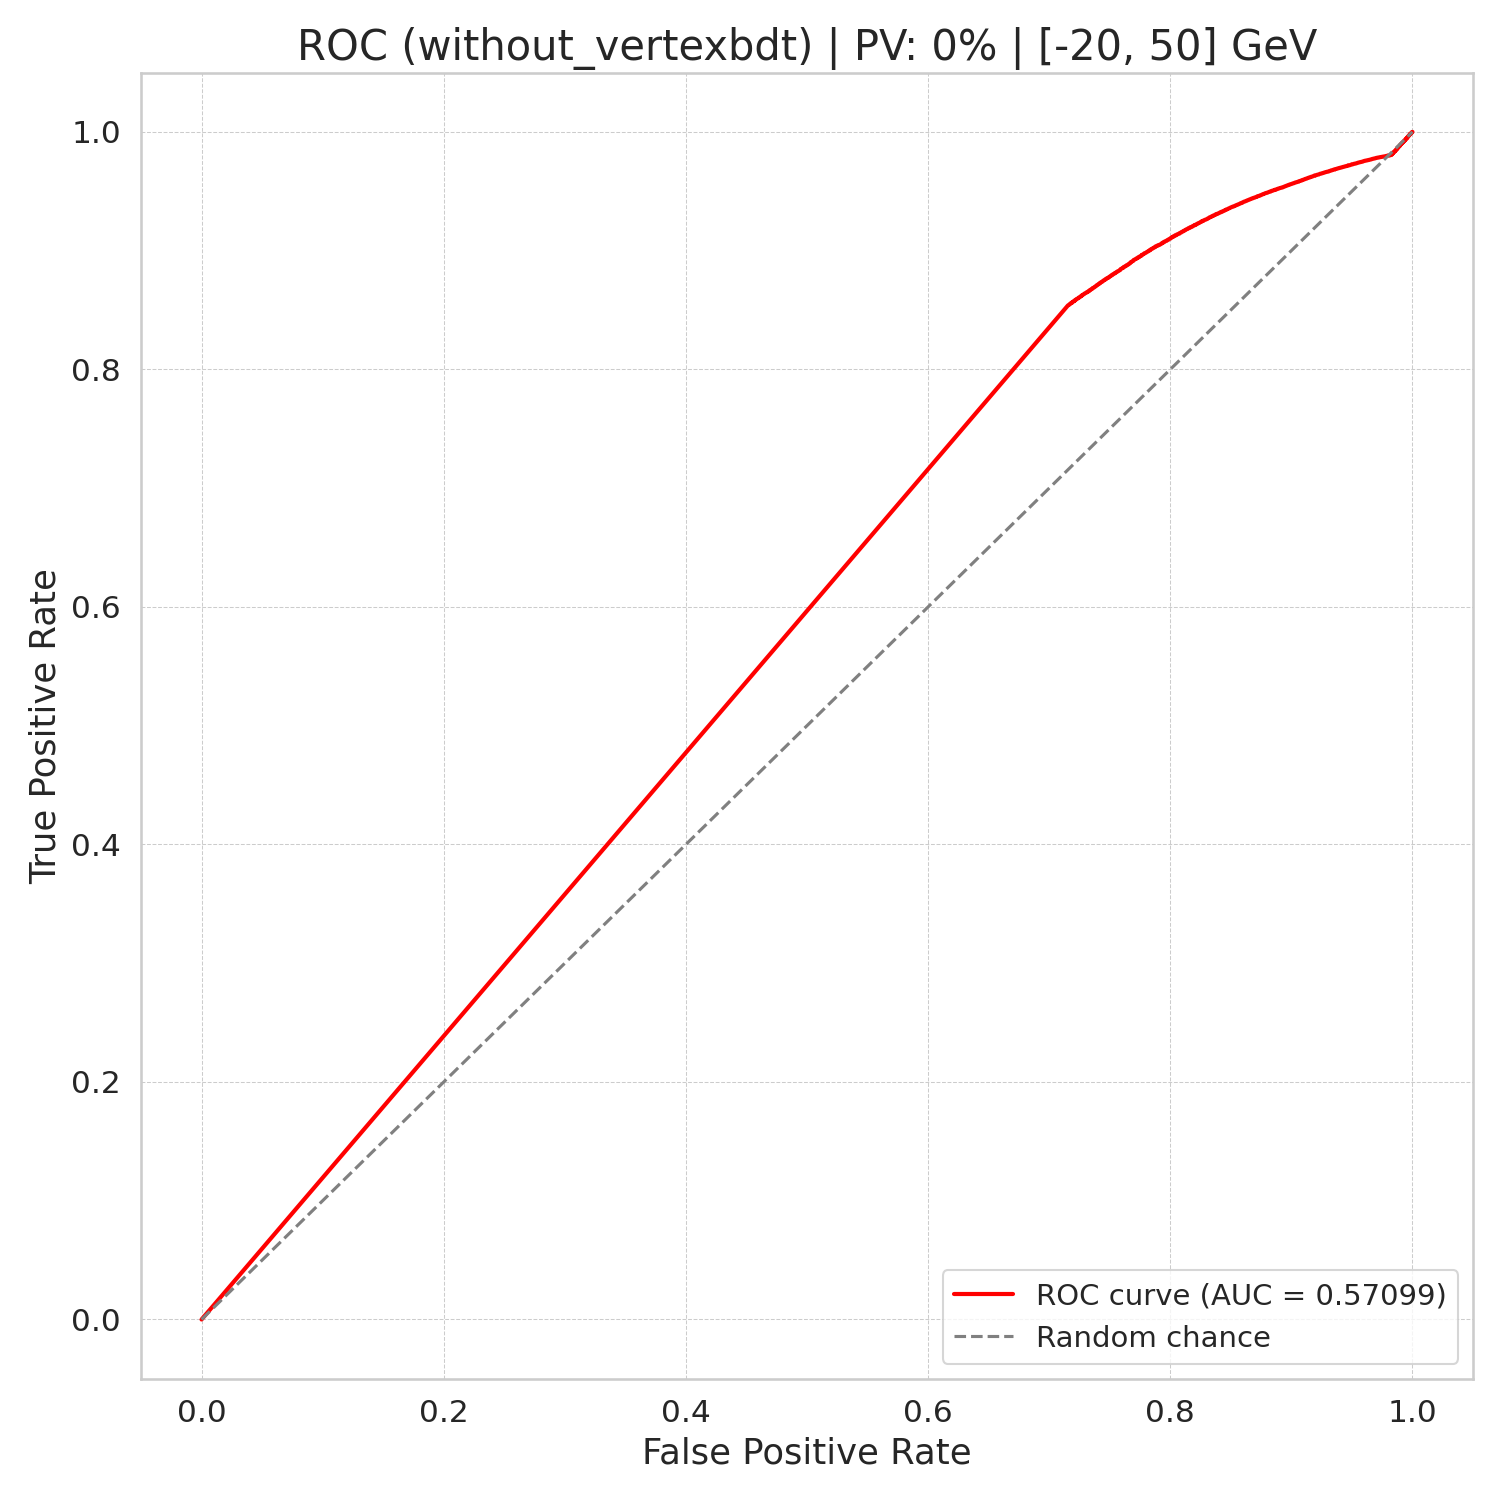 ROC (without_vertexbdt) | PV: 0% | [-20, 50] GeV
True Positive Rate
1.0
0.8
0.6
0.4
0.2
0.0
ROC curve (AUC = 0.57099)
Random chance
0.0 0.2 0.4 0.6 0.8 1.0
False Positive Rate